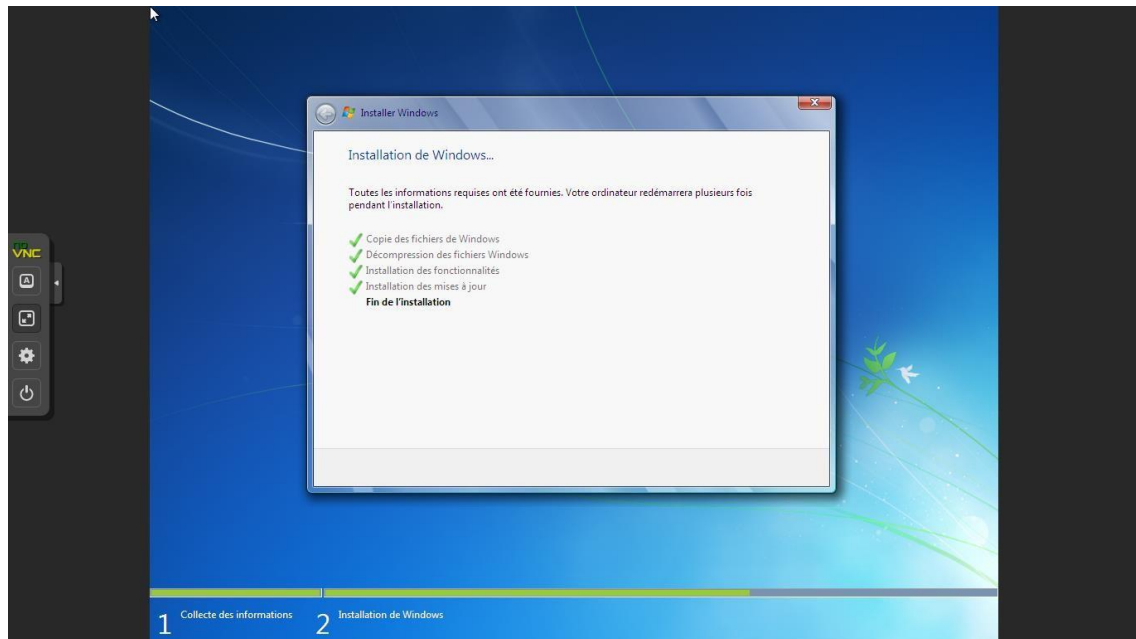 Installer Windows
Installation de Windows...
Toutes les informations requises ont été fournies. Votre ordinateur redémarrera plusieurs fois
pendant l'installation.
Copie des fichiers de Windows
Décompression des fichiers Windows
Installation des fonctionnalités
Installation des mises à jour
Fin de l'installation
no
VNC
A
1 Collecte des informations
2 Installation de Windows